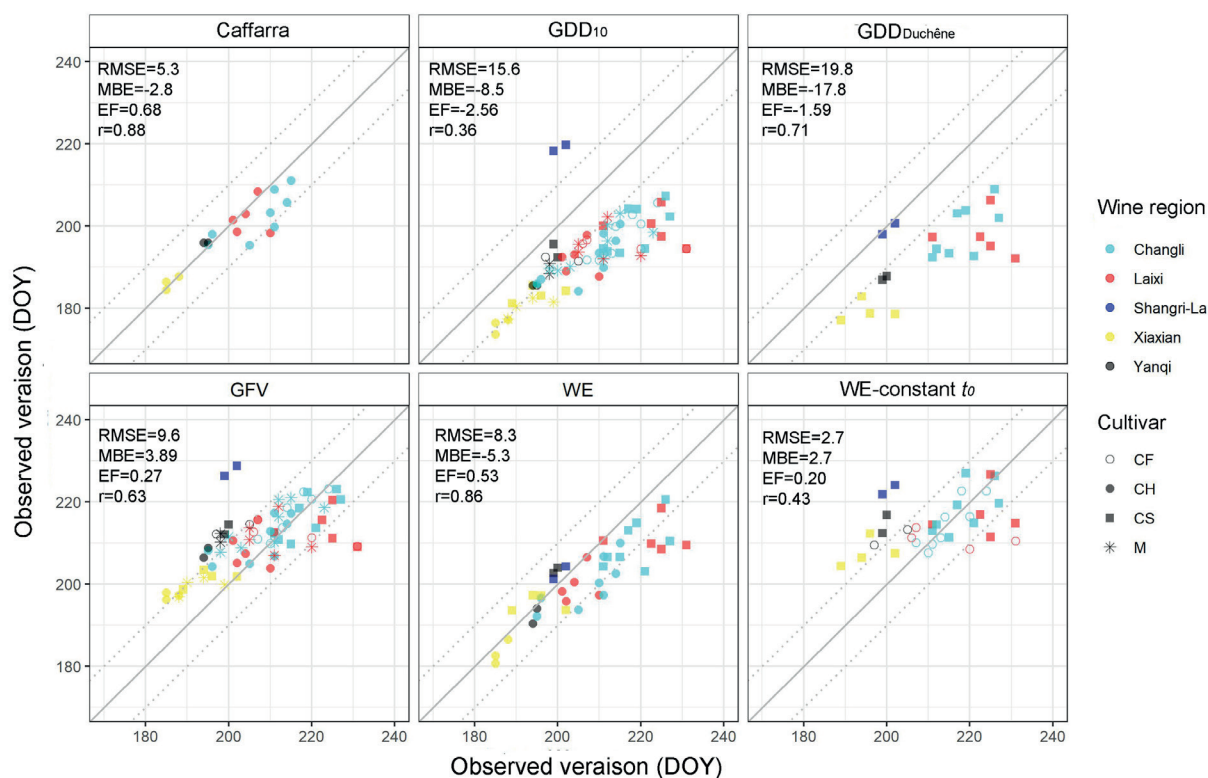 Caffarra
GDD10
GDDDuchêne
RMSE=5.3
MBE=-2.8
EF=0.68
r=0.88
RMSE=15.6
MBE=-8.5
EF=-2.56
r=0.36
RMSE=19.8
MBE=-17.8
EF=-1.59
r=0.71
240
220
200
180
GFV
WE
WE-constant t0
RMSE=9.6
MBE=3.89
EF=0.27
r=0.63
RMSE=8.3
MBE=-5.3
EF=0.53
r=0.86
RMSE=2.7
MBE=2.7
EF=0.20
r=0.43
240
220
200
180
180 200 220 240
180 200 220 240
180 200 220 240
Observed veraison (DOY)
Observed veraison (DOY)
Wine region
Changli
Laixi
Shangri-La
Xiaxian
Yanqi
Cultivar
CF
CH
CS
M